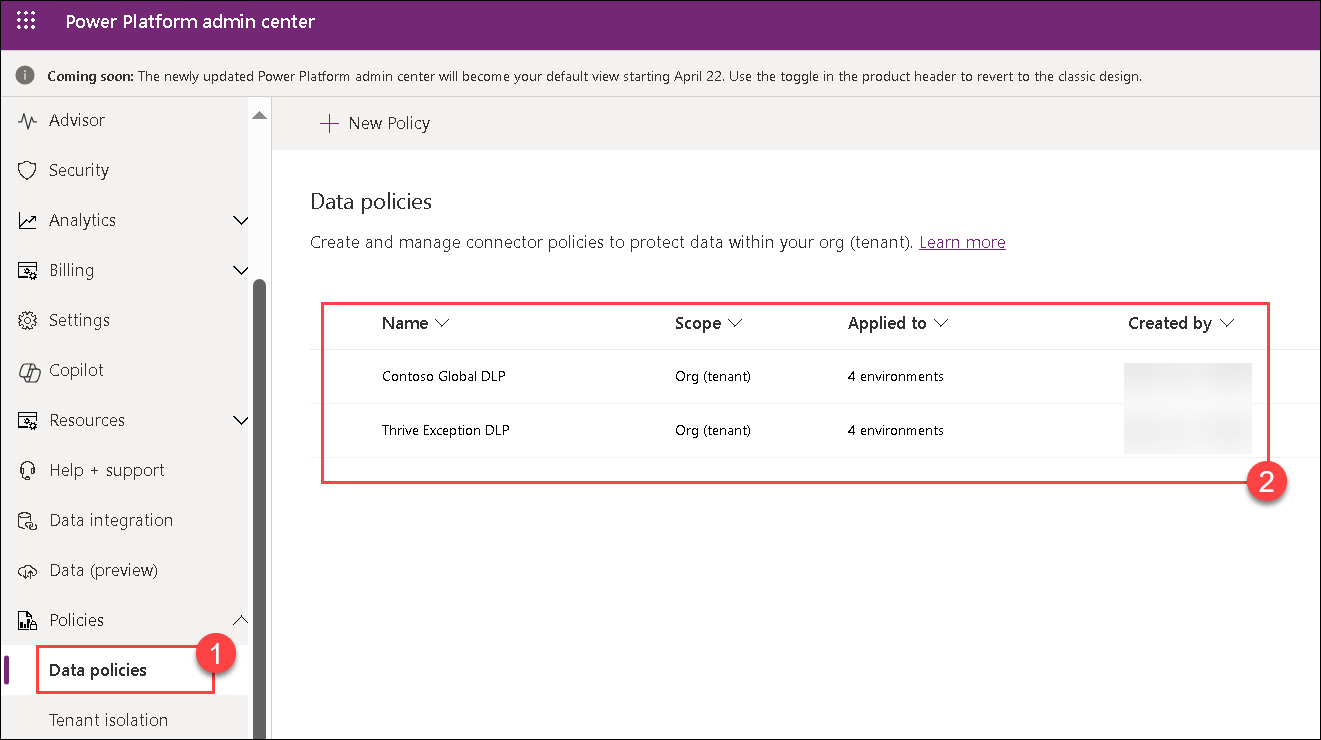 Power Platform admin center
Coming soon: The newly updated Power Platform admin center will become your default view starting April 22. Use the toggle in the product header to revert to the classic design.
Advisor
Security
Analytics
Billing
Settings
Copilot
Resources
Help + support
Data integration
Data (preview)
Policies
Data policies
1
Tenant isolation
New Policy
Data policies
Create and manage connector policies to protect data within your org (tenant). Learn more
Name Scope Applied to Created by
Contoso Global DLP Org (tenant) 4 environments
Thrive Exception DLP Org (tenant) 4 environments
2